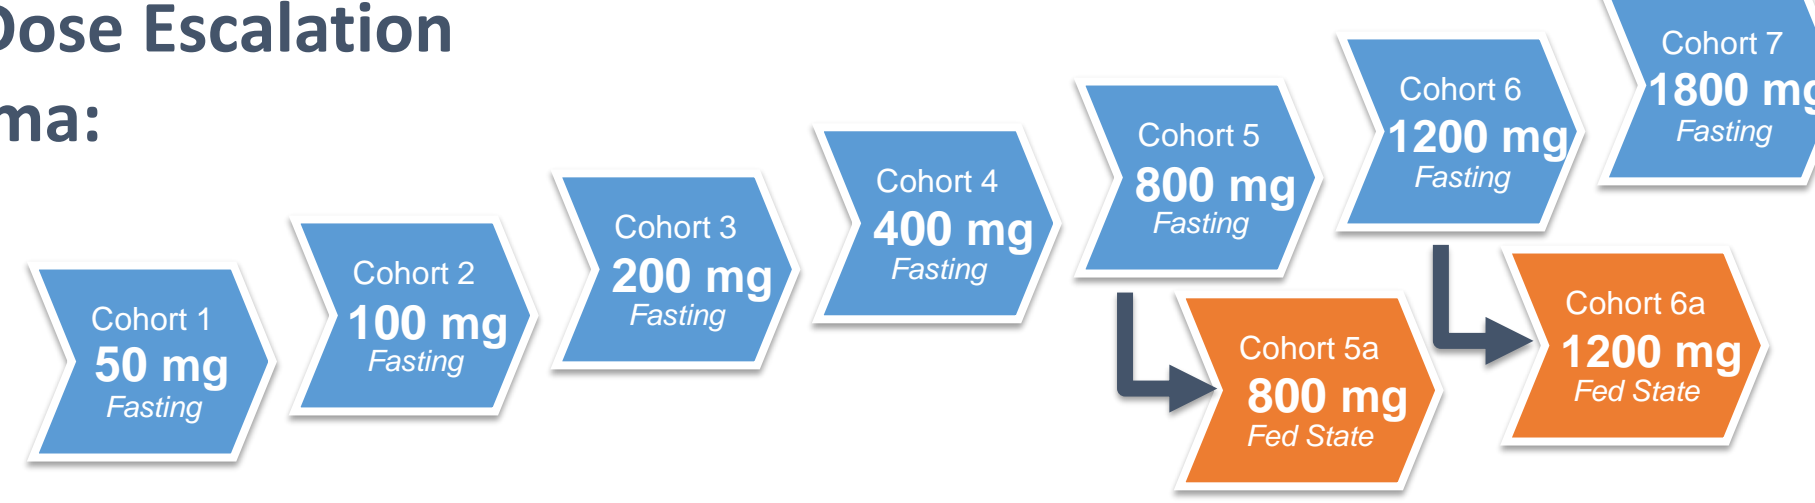 Dose Escalation
ma:
Cohort 1
50 mg
Fasting
Cohort 2
100 mg
Fasting
Cohort 3
200 mg
Fasting
Cohort 4
400 mg
Fasting
Cohort 5
800 mg
Fasting
Cohort 5a
800 mg
Fed State
Cohort 6
1200 mg
Fasting
Cohort 6a
1200 mg
Fed State
Cohort 7
1800 mg
Fasting